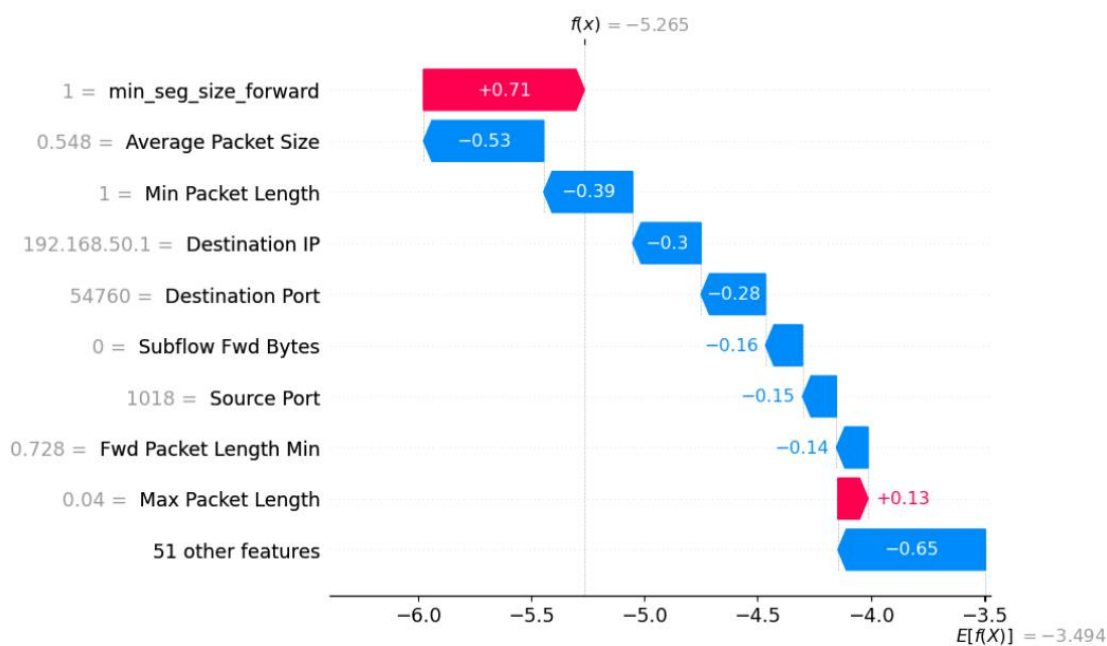 f(x) = −5.265
1 = min_seg_size_forward
+0.71
0.548 = Average Packet Size
−0.53
1 = Min Packet Length
−0.39
192.168.50.1 = Destination IP
−0.3
54760 = Destination Port
−0.28
0 = Subflow Fwd Bytes
−0.16
1018 = Source Port
−0.15
0.728 = Fwd Packet Length Min
−0.14
0.04 = Max Packet Length
+0.13
51 other features
−0.65
−6.0 −5.5 −5.0 −4.5 −4.0 −3.5
E[f(X)] = −3.494